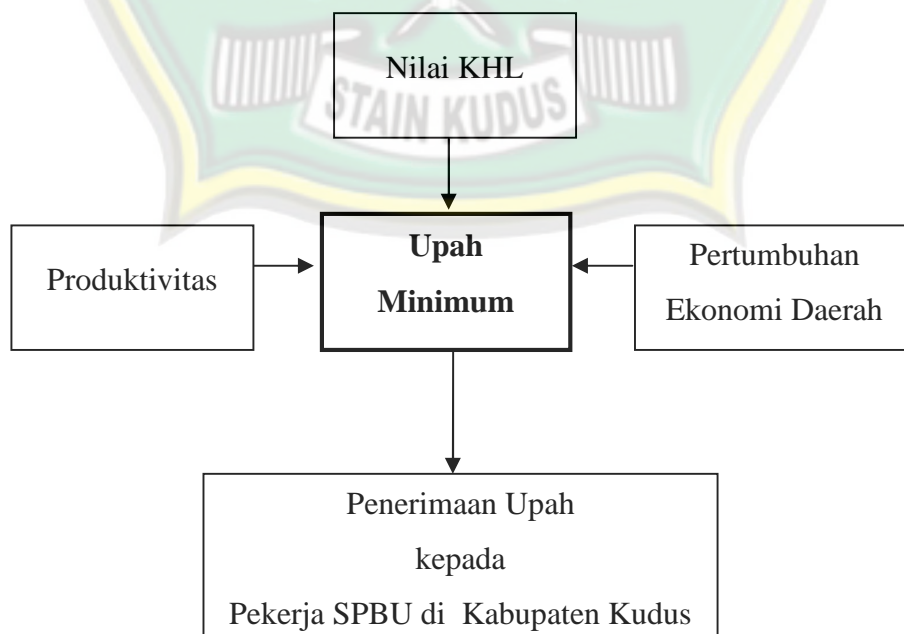 Nilai KHL
STAIN KUDUS
Produktivitas
Upah
Minimum
Pertumbuhan
Ekonomi Daerah
Penerimaan Upah
kepada
Pekerja SPBU di Kabupaten Kudus